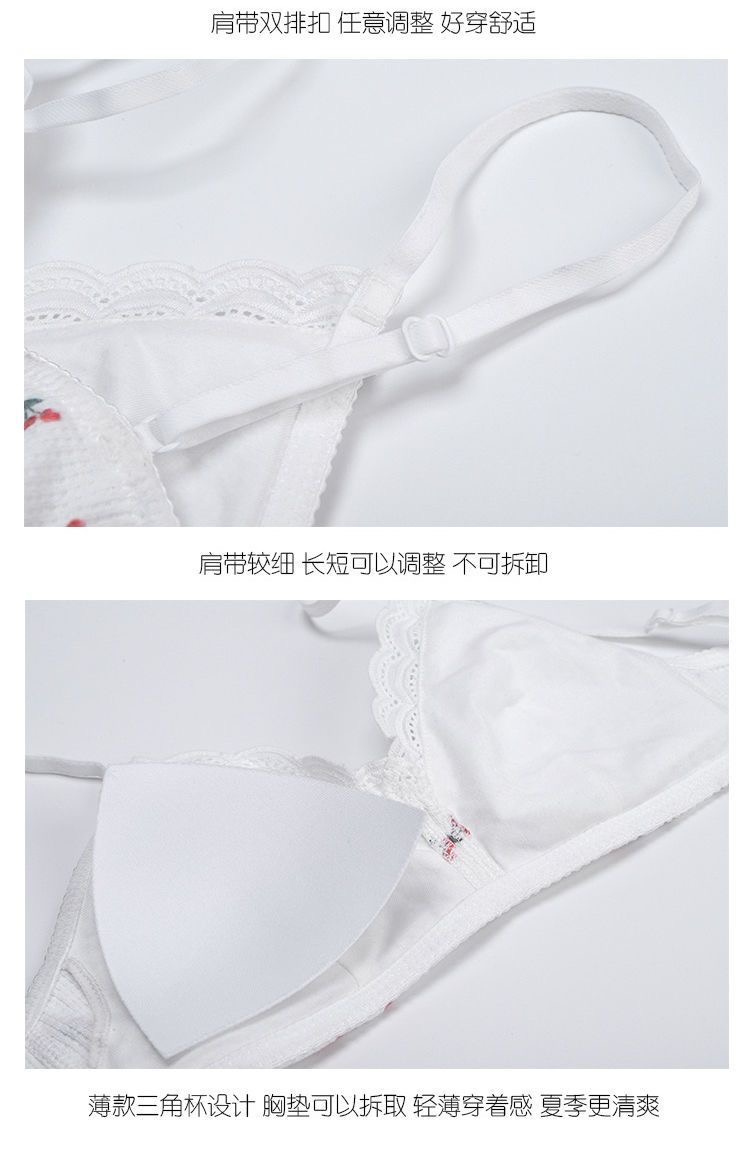 肩带双排扣 任意调整 好穿舒适
肩带较细 长短可以调整 不可拆卸
薄款三角杯设计 胸垫可以拆取 轻薄穿着感 夏季更清爽